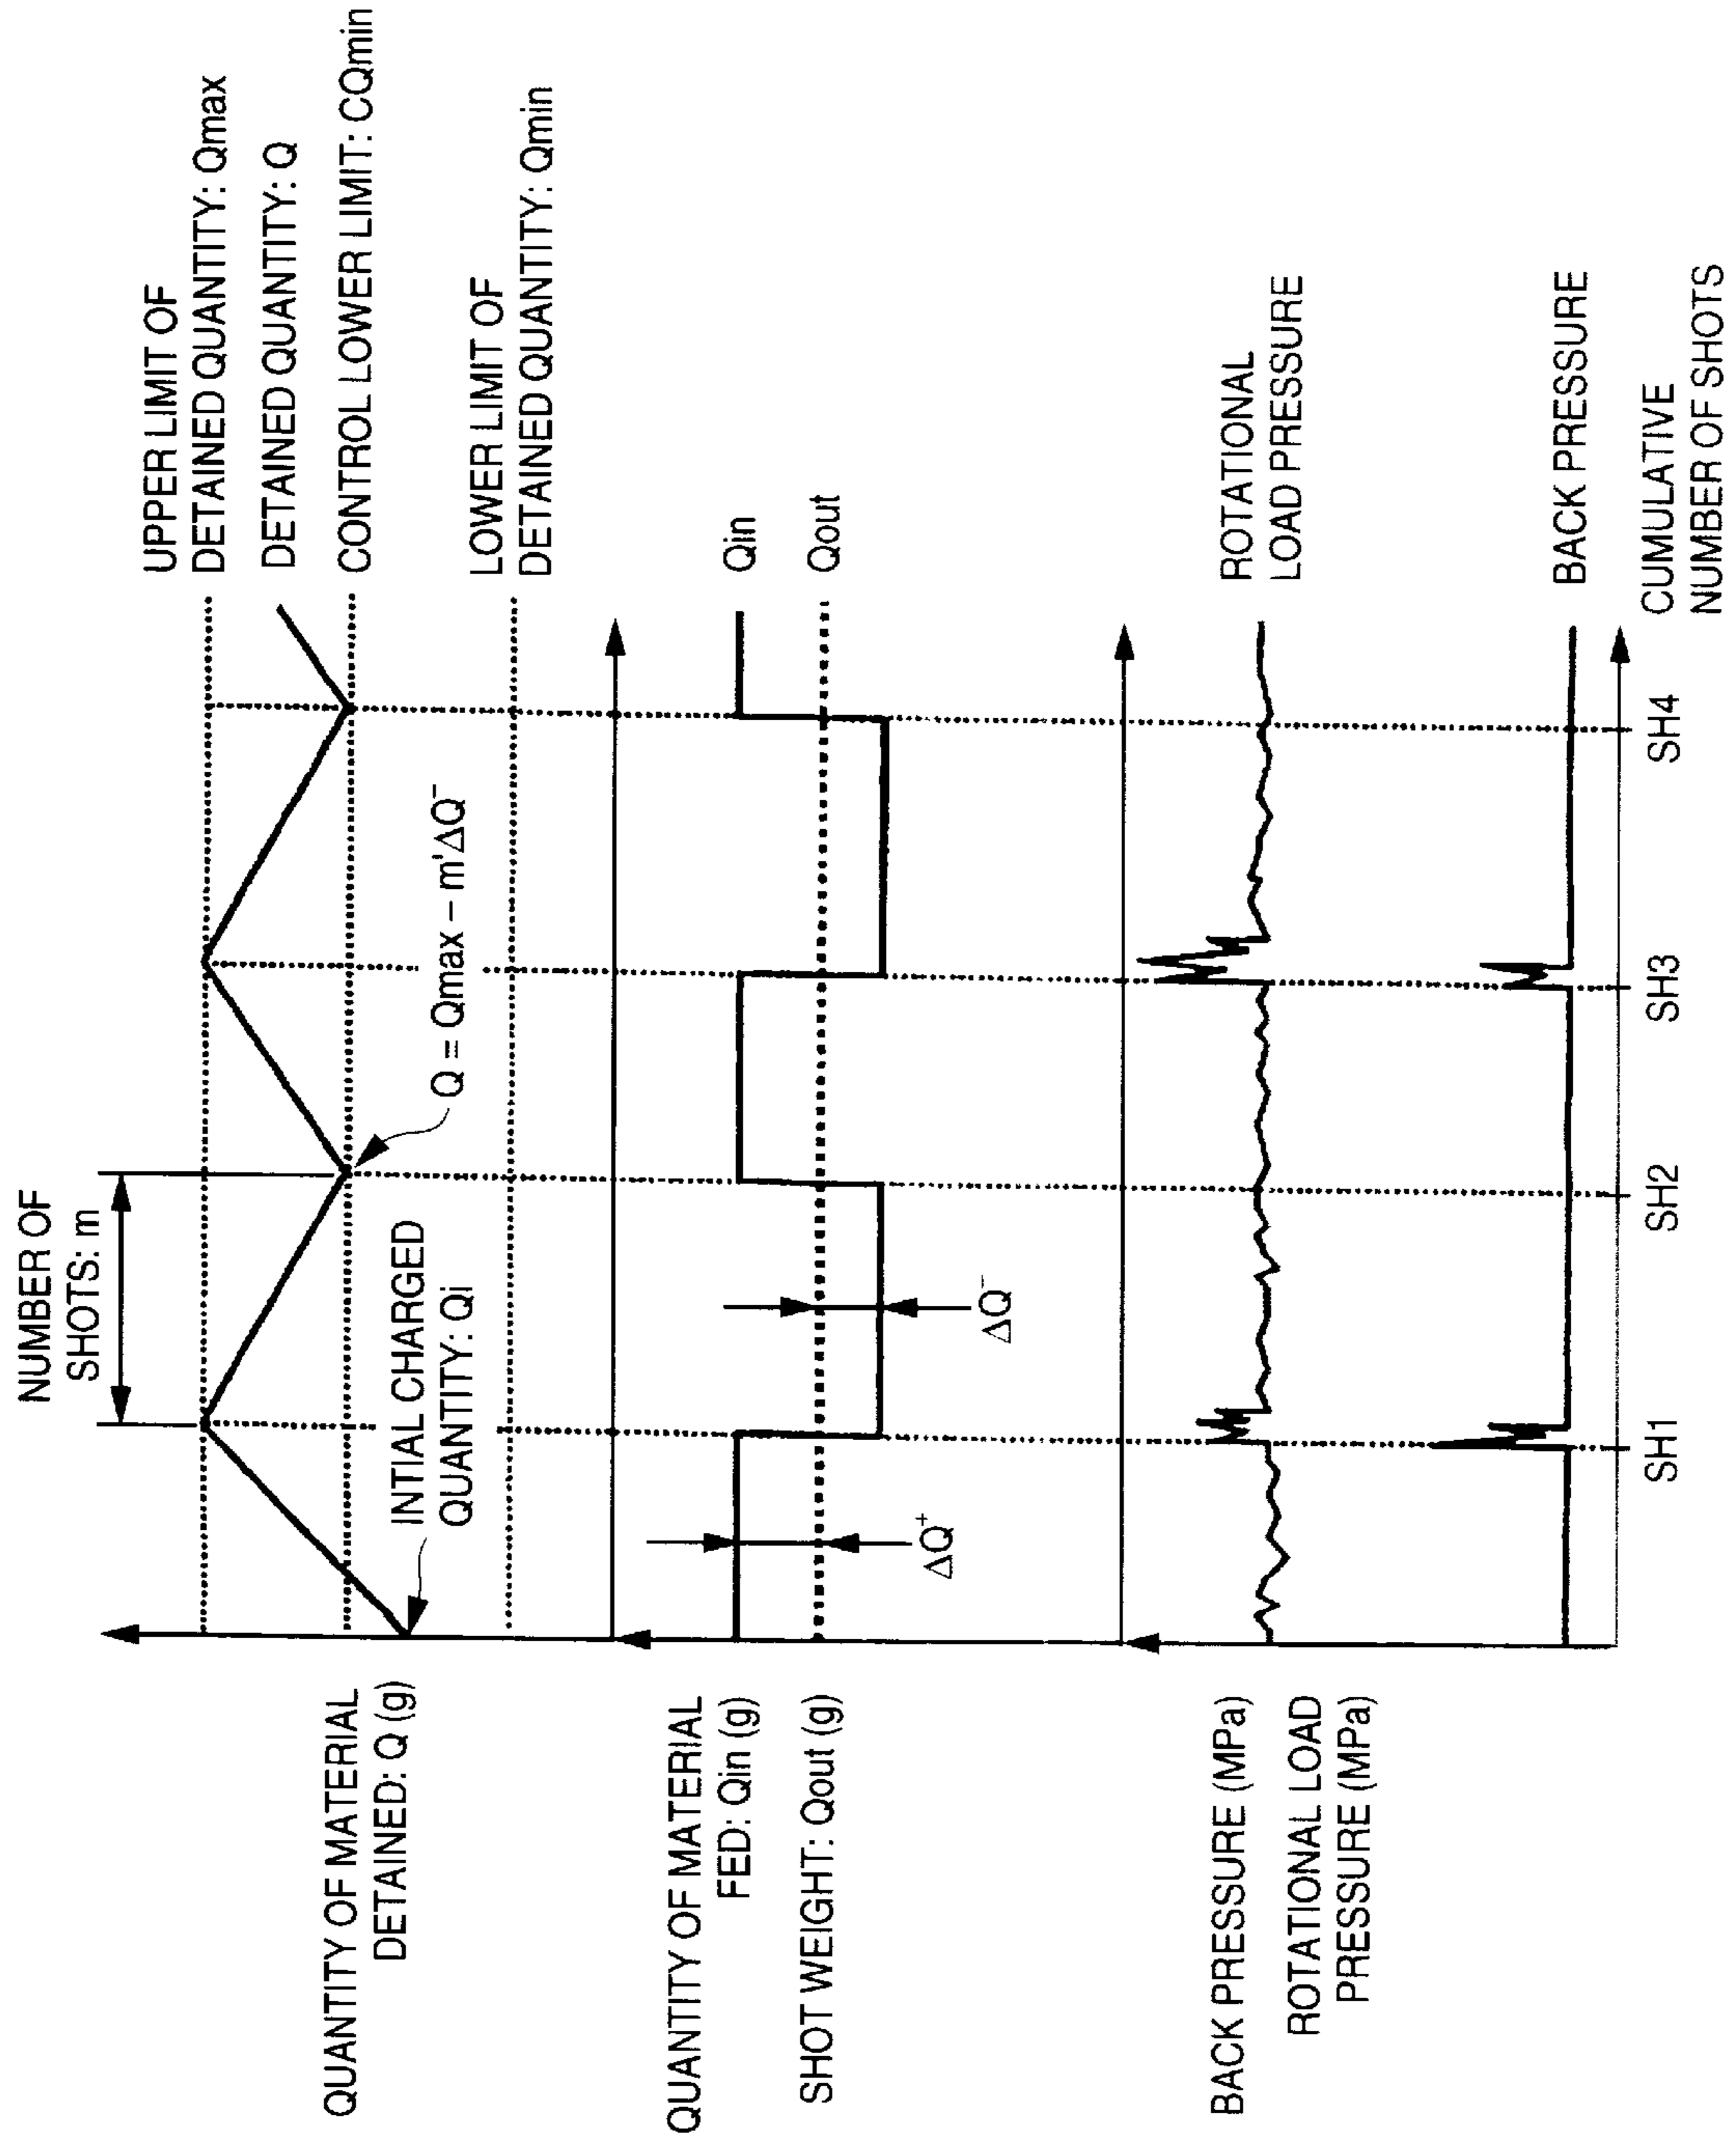 NUMBER OF
SHOTS: m
UPPER LIMIT OF
DETAINED QUANTITY: Qmax
DETAINED QUANTITY: Q
CONTROL LOWER LIMIT: CQmin
LOWER LIMIT OF
DETAINED QUANTITY: Qmin
QUANTITY OF MATERIAL
DETAINED: Q (g)
INTIAL CHARGED
QUANTITY: Qi
Q = Qmax – m'ΔQ⁻
QUANTITY OF MATERIAL
FED: Qin (g)
SHOT WEIGHT: Qout (g)
ΔQ⁺
ΔQ⁻
Qin
Qout
BACK PRESSURE (MPa)
ROTATIONAL LOAD
PRESSURE (MPa)
ROTATIONAL
LOAD PRESSURE
BACK PRESSURE
SH1
SH2
SH3
SH4
CUMULATIVE
NUMBER OF SHOTS